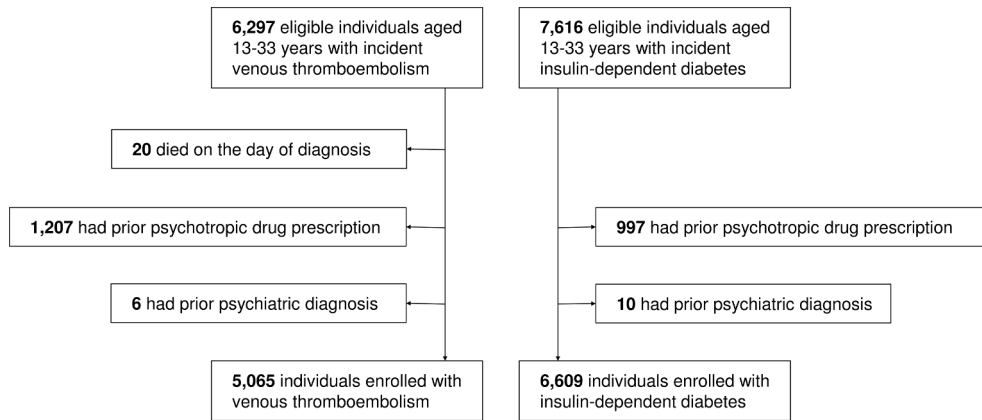 6,297 eligible individuals aged
13-33 years with incident
venous thromboembolism
7,616 eligible individuals aged
13-33 years with incident
insulin-dependent diabetes
20 died on the day of diagnosis
1,207 had prior psychotropic drug prescription
997 had prior psychotropic drug prescription
6 had prior psychiatric diagnosis
10 had prior psychiatric diagnosis
5,065 individuals enrolled with
venous thromboembolism
6,609 individuals enrolled with
insulin-dependent diabetes